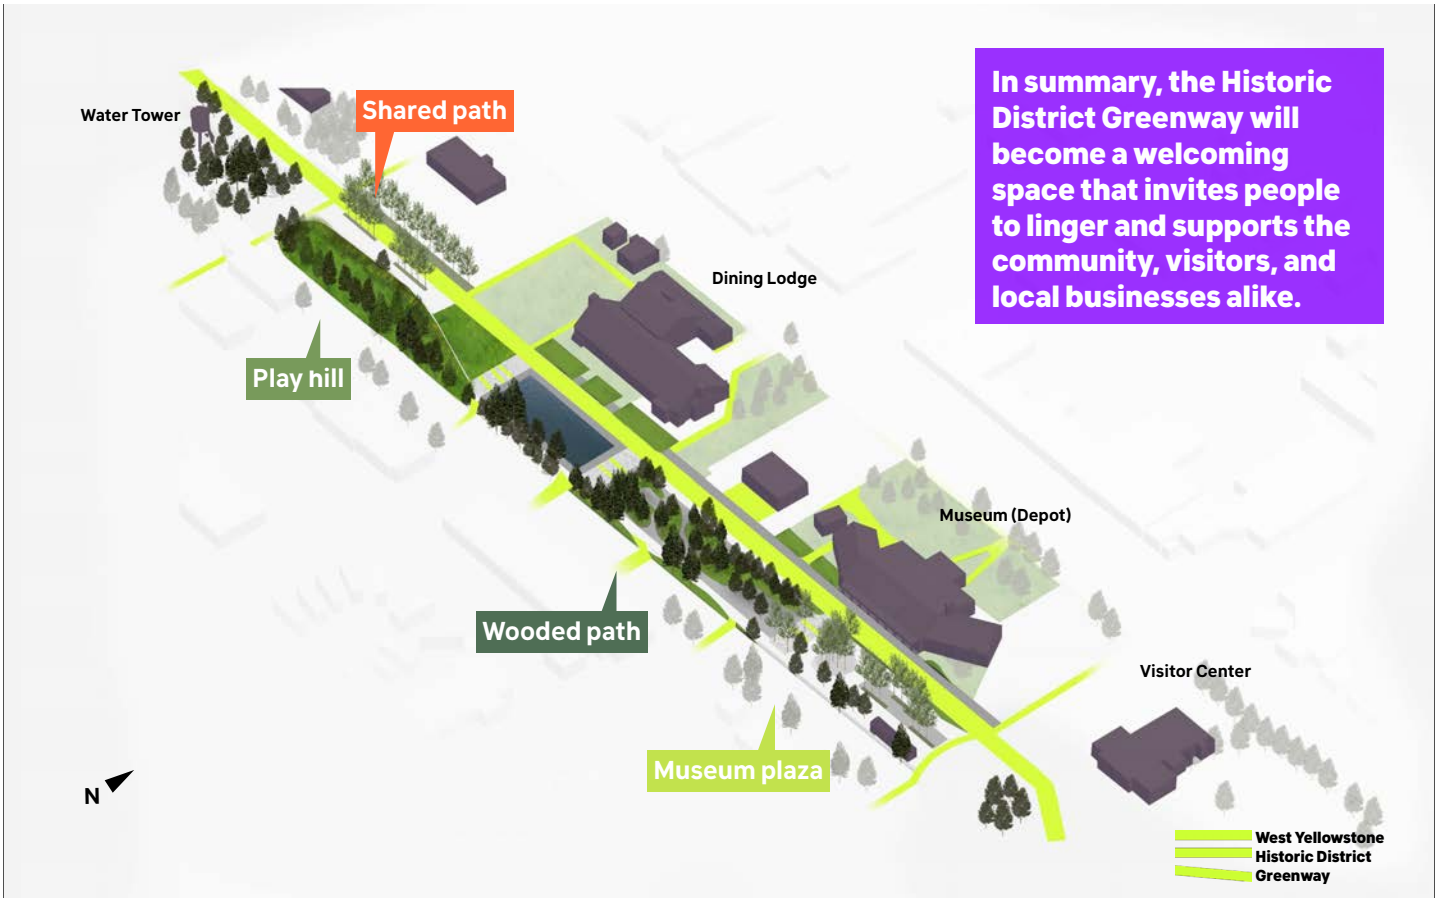 Water Tower
Shared path
In summary, the Historic
District Greenway will
become a welcoming
space that invites people
to linger and supports the
community, visitors, and
local businesses alike.
Dining Lodge
Play hill
Museum (Depot)
Wooded path
Visitor Center
Museum plaza
N
West Yellowstone
Historic District
Greenway